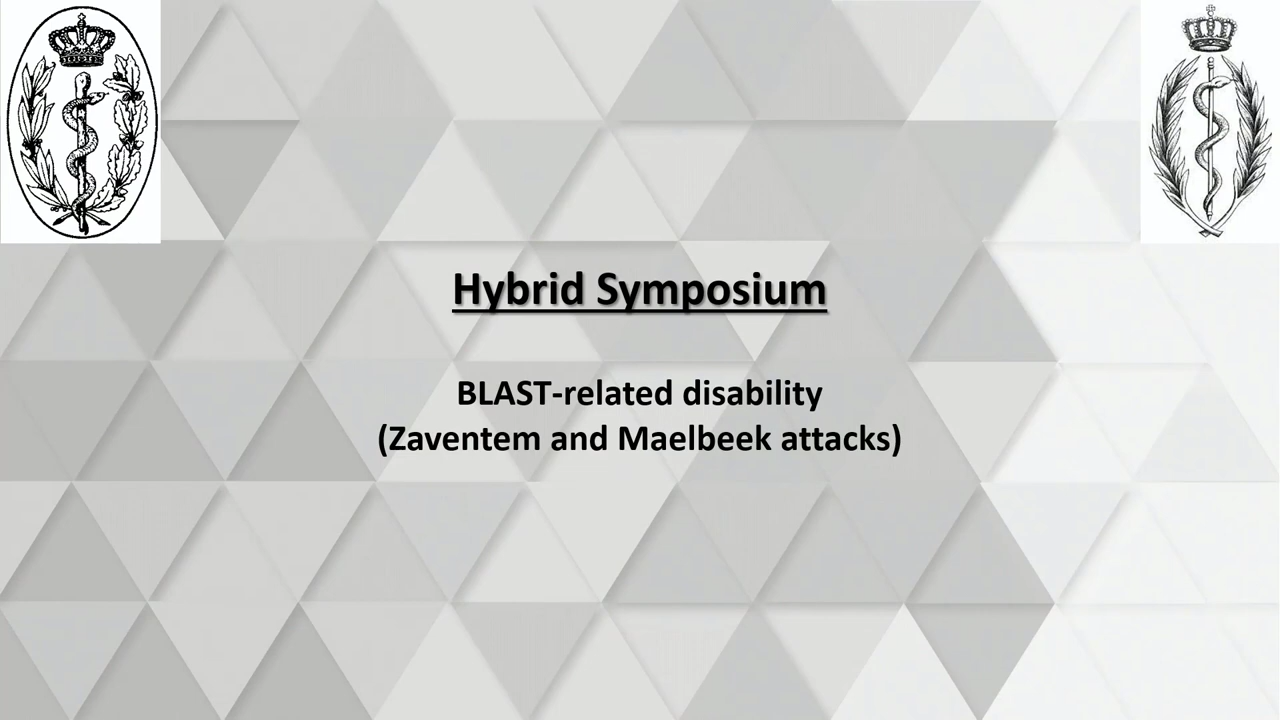 Hybrid Symposium
BLAST-related disability
(Zaventem and Maelbeek attacks)